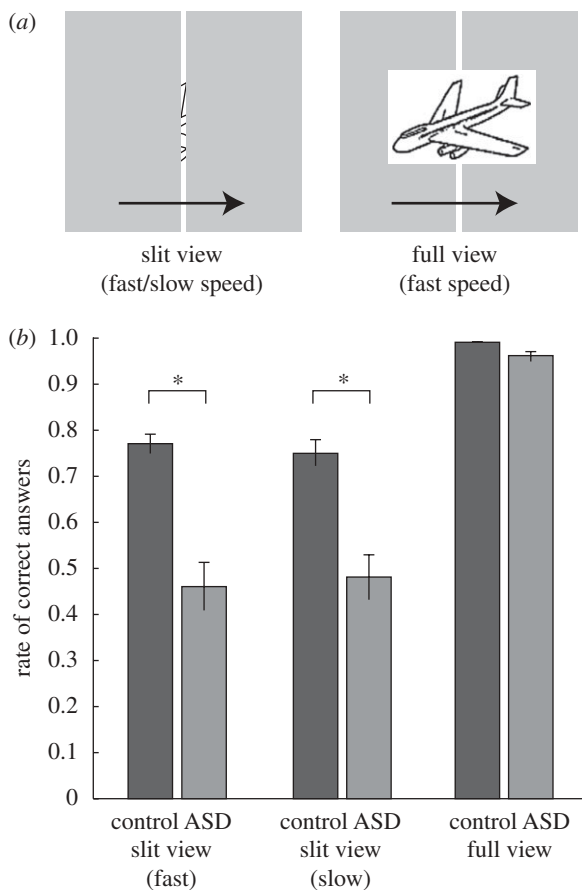 (a)
slit view
(fast/slow speed)
full view
(fast speed)
(b)
1.0
0.9
0.8
0.7
0.6
0.5
0.4
0.3
0.2
0.1
0
rate of correct answers
*
*
control ASD
slit view
(fast)
control ASD
slit view
(slow)
control ASD
full view